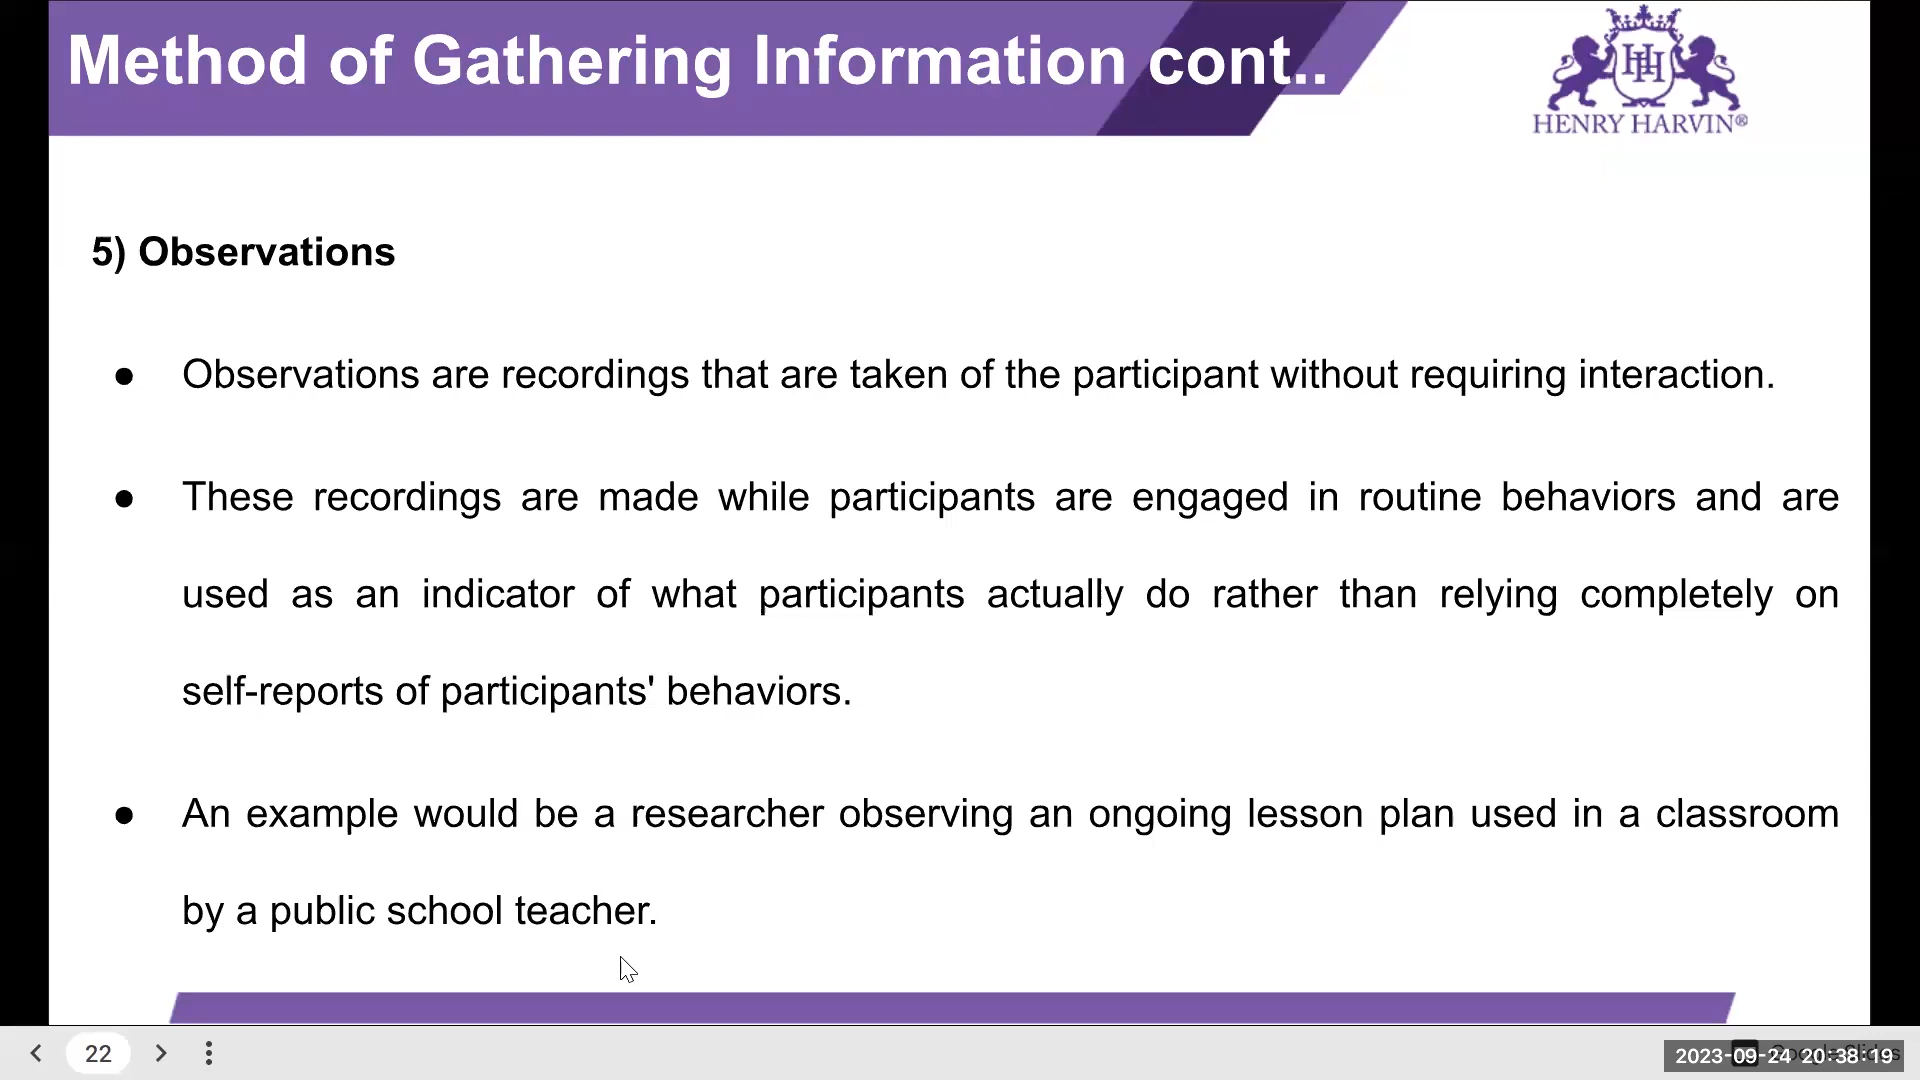 Method of Gathering Information cont..
HENRY HARVIN®
5) Observations
● Observations are recordings that are taken of the participant without requiring interaction.
● These recordings are made while participants are engaged in routine behaviors and are
used as an indicator of what participants actually do rather than relying completely on
self-reports of participants' behaviors.
● An example would be a researcher observing an ongoing lesson plan used in a classroom
by a public school teacher.
22
2023-09-24 20:38:19